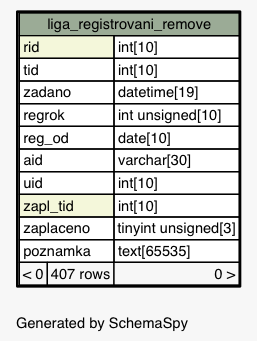 liga_registrovani_remove
rid int[10]
tid int[10]
zadano datetime[19]
regrok int unsigned[10]
reg_od date[10]
aid varchar[30]
uid int[10]
zapl_tid int[10]
zaplaceno tinyint unsigned[3]
poznamka text[65535]
< 0 407 rows 0 >
Generated by SchemaSpy